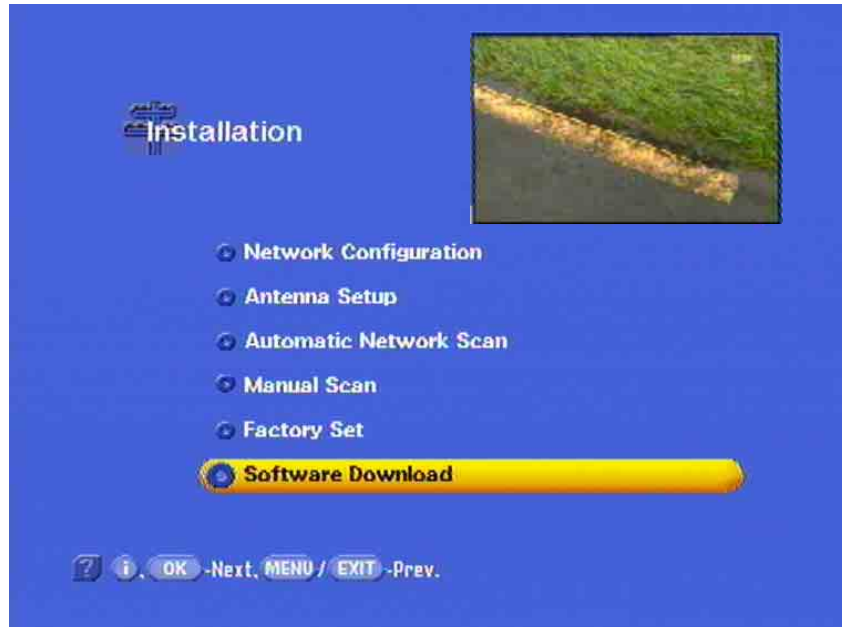 Installation
Network Configuration
Antenna Setup
Automatic Network Scan
Manual Scan
Factory Set
Software Download
? i, OK -Next, MENU / EXIT -Prev.